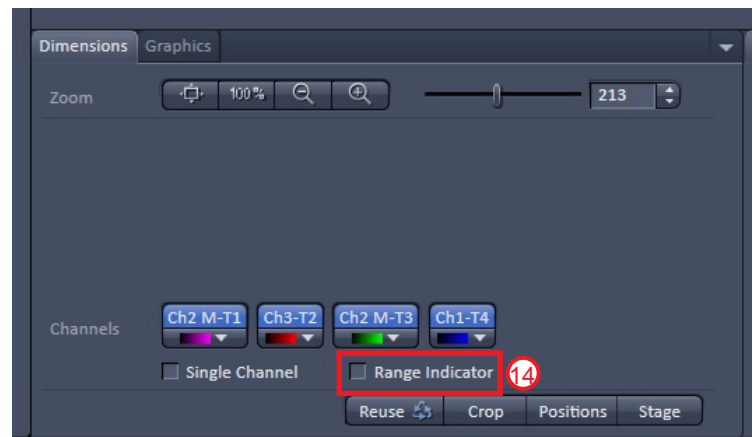 Dimensions Graphics
Zoom 100% 213
Channels Ch2 M-T1 Ch3-T2 Ch2 M-T3 Ch1-T4
Single Channel Range Indicator 14
Reuse Crop Positions Stage